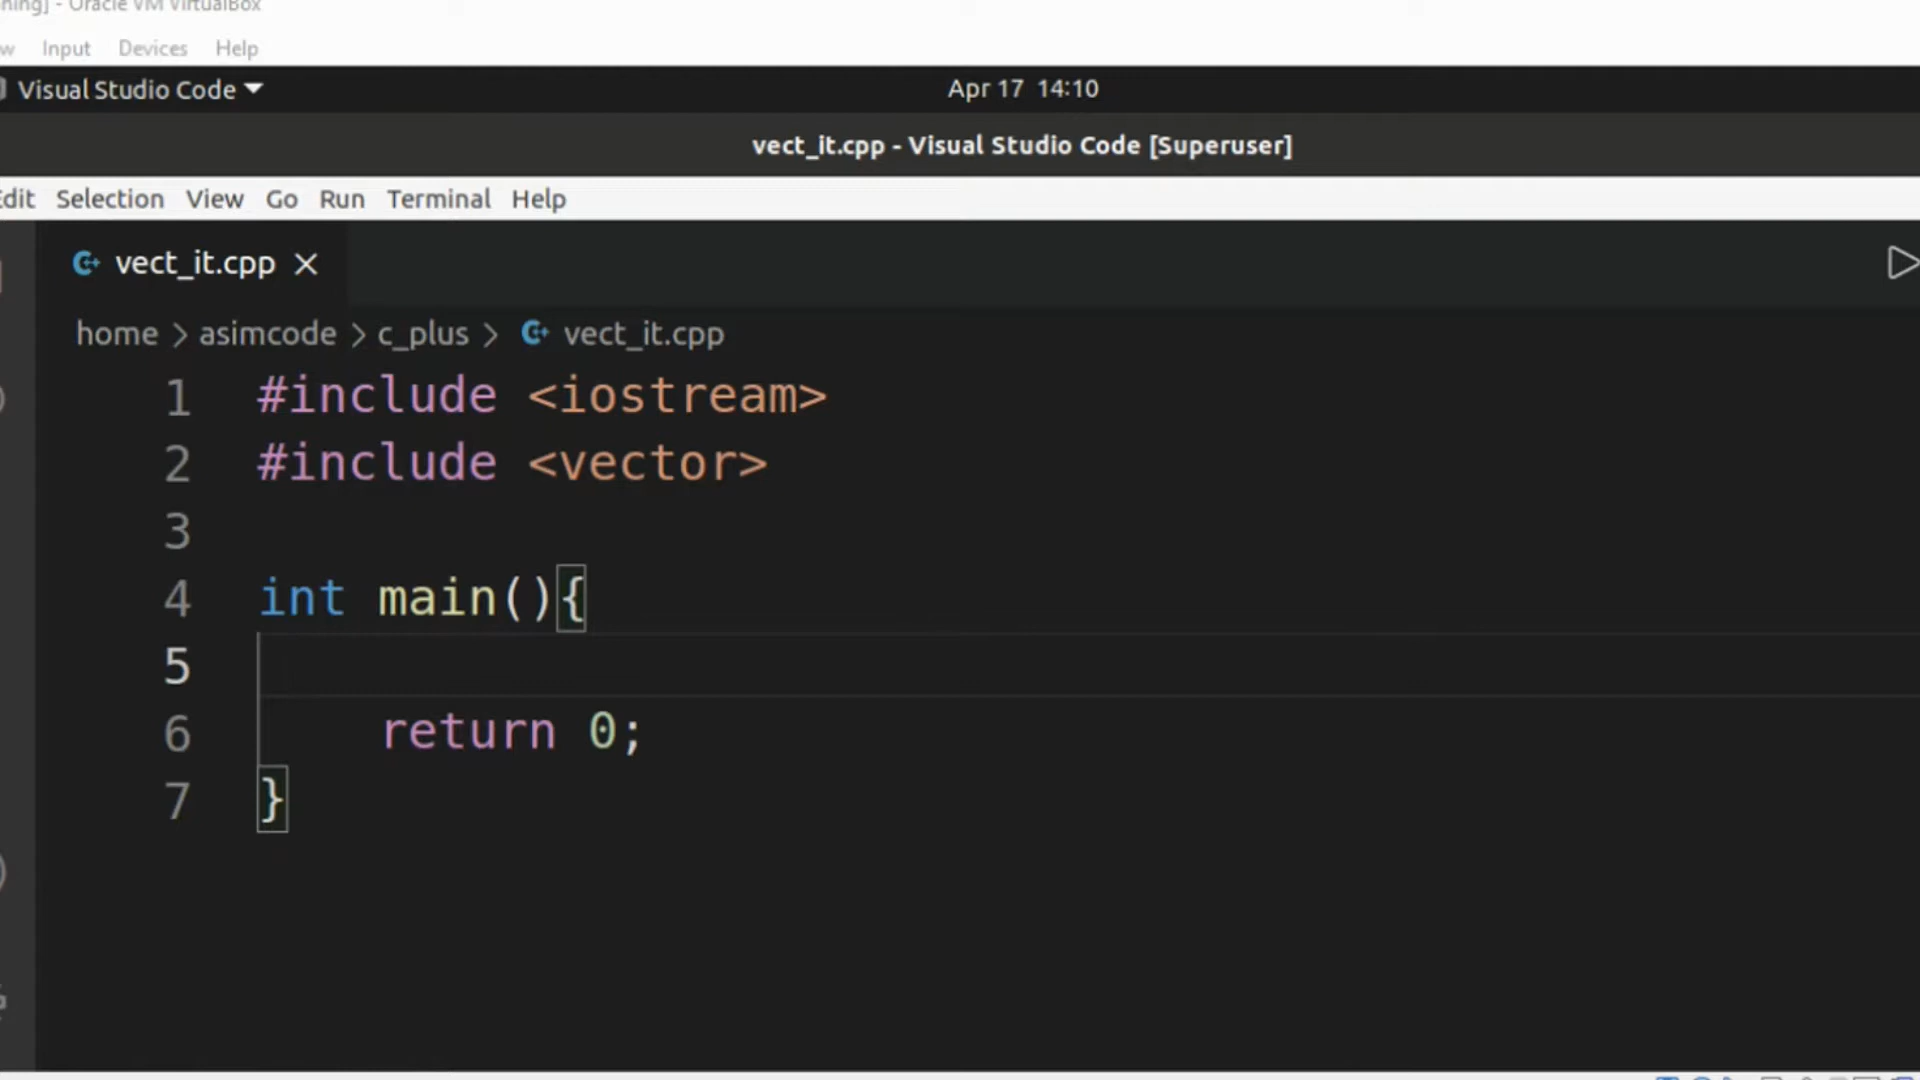 Oracle VM VirtualBox
Input Devices Help
Visual Studio Code Apr 17 14:10
vect_it.cpp - Visual Studio Code [Superuser]
Edit Selection View Go Run Terminal Help
vect_it.cpp
home > asimcode > c_plus > vect_it.cpp
1 #include <iostream>
2 #include <vector>
3
4 int main(){
5
6 return 0;
7 }